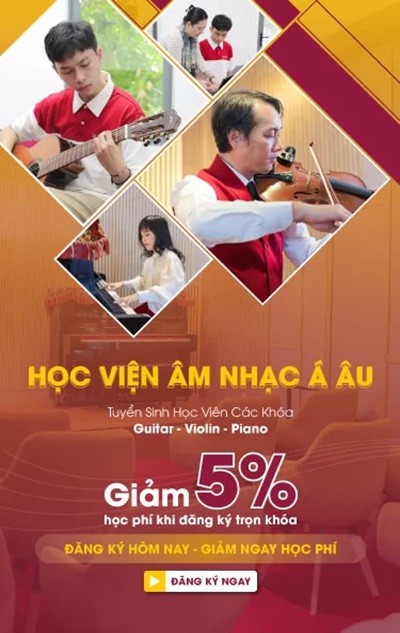 HỌC VIỆN ÂM NHẠC Á ÂU
Tuyển Sinh Học Viên Các Khóa
Guitar - Violin - Piano
Giảm 5%
học phí khi đăng ký trọn khóa
ĐĂNG KÝ HÔM NAY - GIẢM NGAY HỌC PHÍ
ĐĂNG KÝ NGAY